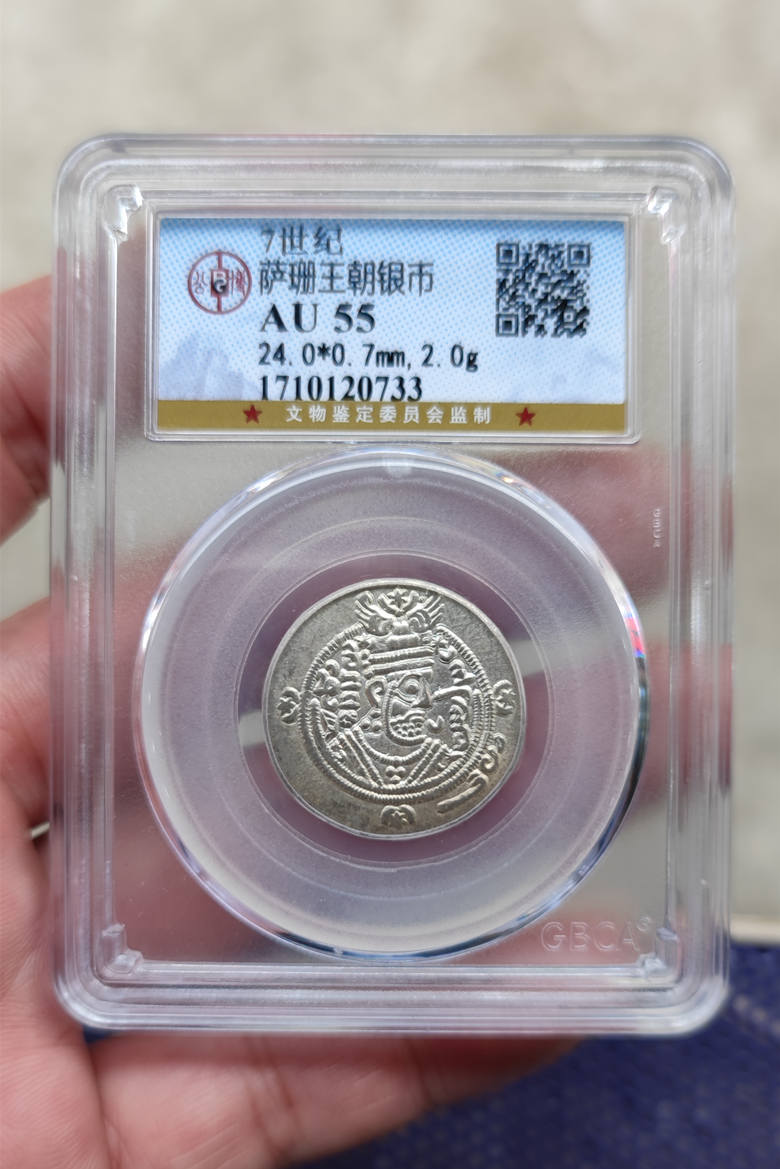 7世纪
萨珊王朝银币
AU 55
24.0*0.7mm, 2.0g
1710120733
★ 文物鉴定委员会监制 ★
GBCA